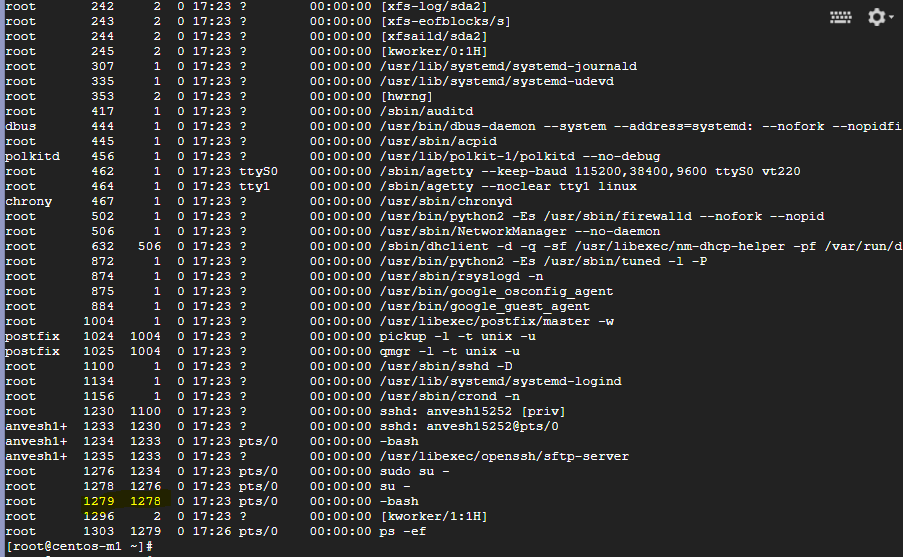 root 242 2 0 17:23 ? 00:00:00 [xfs-log/sda2]
root 243 2 0 17:23 ? 00:00:00 [xfs-eofblocks/s]
root 244 2 0 17:23 ? 00:00:00 [xfsaild/sda2]
root 245 2 0 17:23 ? 00:00:00 [kworker/0:1H]
root 307 1 0 17:23 ? 00:00:00 /usr/lib/systemd/systemd-journald
root 335 1 0 17:23 ? 00:00:00 /usr/lib/systemd/systemd-udevd
root 353 2 0 17:23 ? 00:00:00 [hwrng]
root 417 1 0 17:23 ? 00:00:00 /sbin/auditd
dbus 444 1 0 17:23 ? 00:00:00 /usr/bin/dbus-daemon --system --address=systemd: --nofork --nopidfi
root 445 1 0 17:23 ? 00:00:00 /usr/sbin/acpid
polkitd 456 1 0 17:23 ? 00:00:00 /usr/lib/polkit-1/polkitd --no-debug
root 462 1 0 17:23 ttyS0 00:00:00 /sbin/agetty --keep-baud 115200,38400,9600 ttyS0 vt220
root 464 1 0 17:23 tty1 00:00:00 /sbin/agetty --noclear tty1 linux
chrony 467 1 0 17:23 ? 00:00:00 /usr/sbin/chronyd
root 502 1 0 17:23 ? 00:00:00 /usr/bin/python2 -Es /usr/sbin/firewalld --nofork --nopid
root 506 1 0 17:23 ? 00:00:00 /usr/sbin/NetworkManager --no-daemon
root 632 506 0 17:23 ? 00:00:00 /sbin/dhclient -d -q -sf /usr/libexec/nm-dhcp-helper -pf /var/run/d
root 872 1 0 17:23 ? 00:00:00 /usr/bin/python2 -Es /usr/sbin/tuned -l -P
root 874 1 0 17:23 ? 00:00:00 /usr/sbin/rsyslogd -n
root 875 1 0 17:23 ? 00:00:00 /usr/bin/google_osconfig_agent
root 884 1 0 17:23 ? 00:00:00 /usr/bin/google_guest_agent
root 1004 1 0 17:23 ? 00:00:00 /usr/libexec/postfix/master -w
postfix 1024 1004 0 17:23 ? 00:00:00 pickup -l -t unix -u
postfix 1025 1004 0 17:23 ? 00:00:00 qmgr -l -t unix -u
root 1100 1 0 17:23 ? 00:00:00 /usr/sbin/sshd -D
root 1134 1 0 17:23 ? 00:00:00 /usr/lib/systemd/systemd-logind
root 1156 1 0 17:23 ? 00:00:00 /usr/sbin/crond -n
root 1230 1100 0 17:23 ? 00:00:00 sshd: anvesh15252 [priv]
anvesh1+ 1233 1230 0 17:23 ? 00:00:00 sshd: anvesh15252@pts/0
anvesh1+ 1234 1233 0 17:23 pts/0 00:00:00 -bash
anvesh1+ 1235 1233 0 17:23 ? 00:00:00 /usr/libexec/openssh/sftp-server
root 1276 1234 0 17:23 pts/0 00:00:00 sudo su -
root 1278 1276 0 17:23 pts/0 00:00:00 su -
root 1279 1278 0 17:23 pts/0 00:00:00 -bash
root 1296 2 0 17:23 ? 00:00:00 [kworker/1:1H]
root 1303 1279 0 17:26 pts/0 00:00:00 ps -ef
[root@centos-m1 ~]#